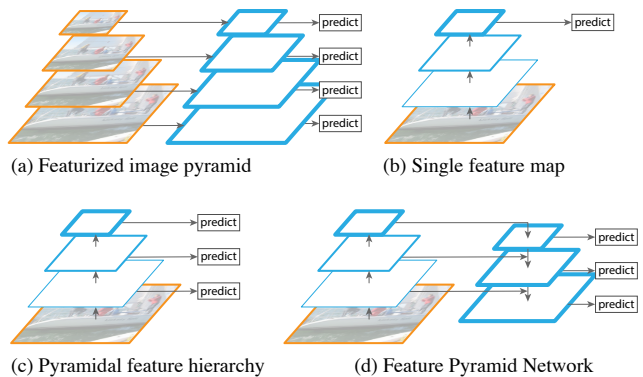 predict
predict
predict
predict
(a) Featurized image pyramid
predict
(b) Single feature map
predict
predict
predict
(c) Pyramidal feature hierarchy
predict
predict
predict
(d) Feature Pyramid Network